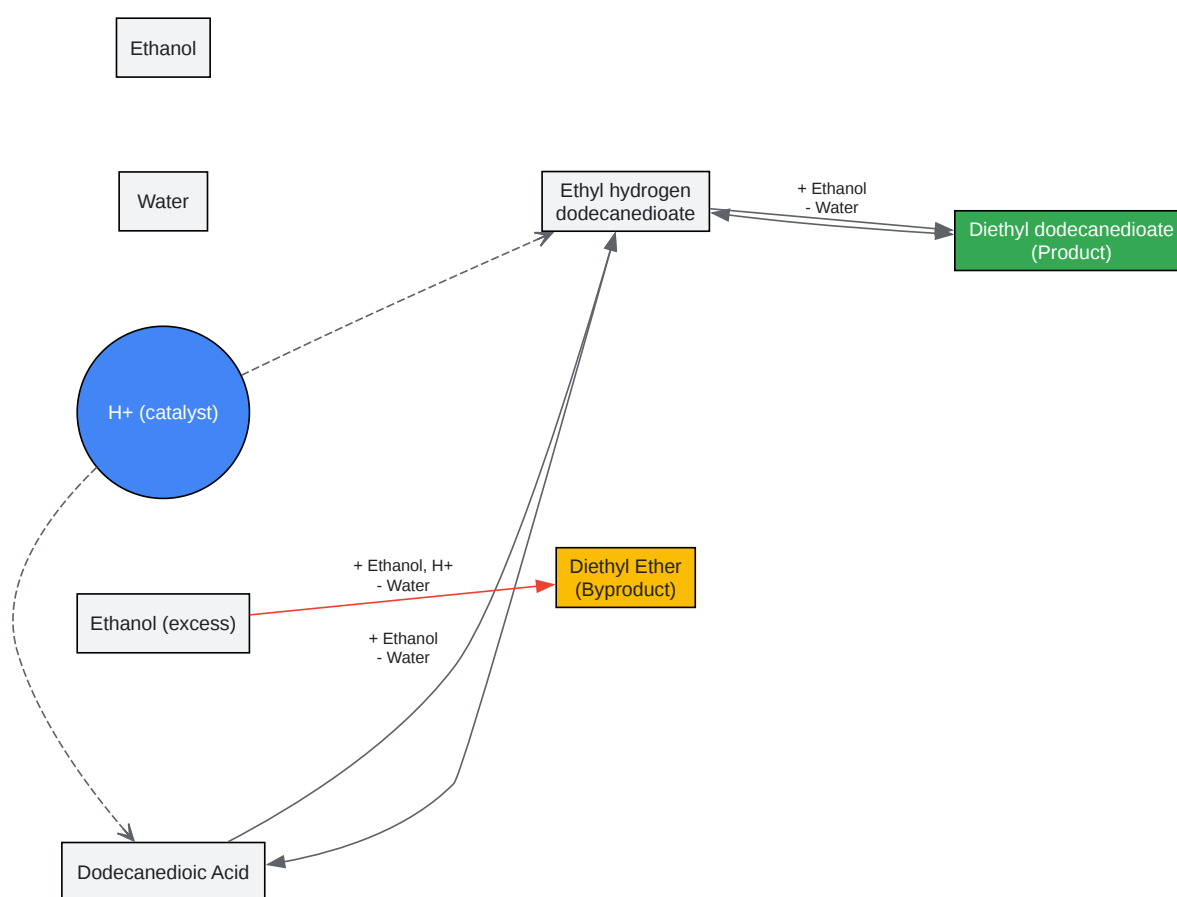 Ethanol
Water
Ethyl hydrogen
dodecanedioate
+ Ethanol
- Water
Diethyl dodecanedioate
(Product)
H+ (catalyst)
+ Ethanol, H+
- Water
Diethyl Ether
(Byproduct)
Ethanol (excess)
+ Ethanol
- Water
Dodecanedioic Acid